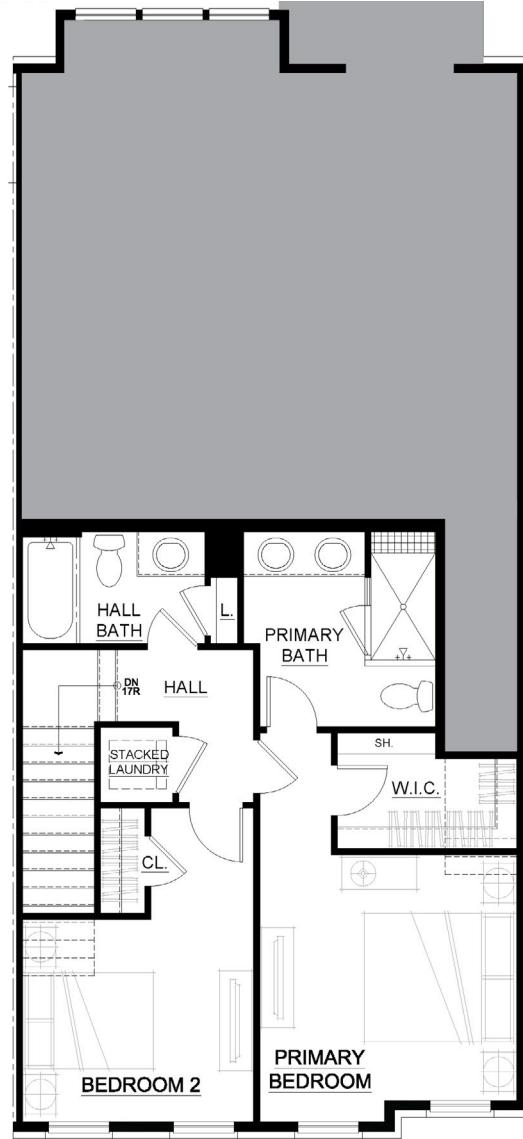 HALL
BATH
L.
PRIMARY
BATH
DN
17R
HALL
STACKED
LAUNDRY
SH.
W.I.C.
CL.
BEDROOM 2
PRIMARY
BEDROOM